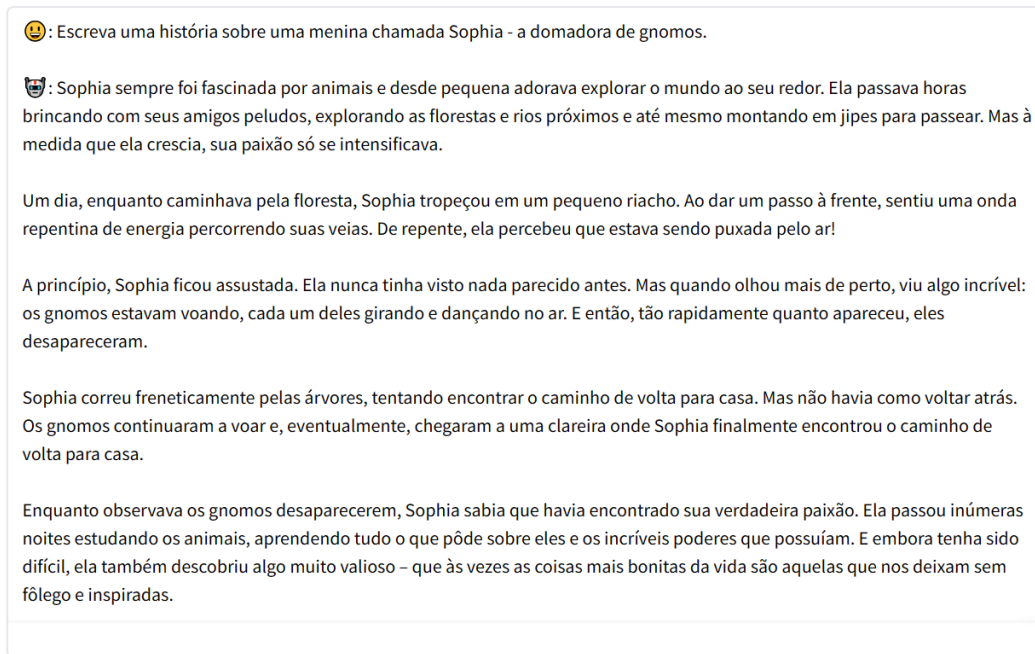 😃: Escreva uma história sobre uma menina chamada Sophia - a domadora de gnomos.
🤖: Sophia sempre foi fascinada por animais e desde pequena adorava explorar o mundo ao seu redor. Ela passava horas
brincando com seus amigos peludos, explorando as florestas e rios próximos e até mesmo montando em jipes para passear. Mas à
medida que ela crescia, sua paixão só se intensificava.
Um dia, enquanto caminhava pela floresta, Sophia tropeçou em um pequeno riacho. Ao dar um passo à frente, sentiu uma onda
repentina de energia percorrendo suas veias. De repente, ela percebeu que estava sendo puxada pelo ar!
A princípio, Sophia ficou assustada. Ela nunca tinha visto nada parecido antes. Mas quando olhou mais de perto, viu algo incrível:
os gnomos estavam voando, cada um deles girando e dançando no ar. E então, tão rapidamente quanto apareceu, eles
desapareceram.
Sophia correu freneticamente pelas árvores, tentando encontrar o caminho de volta para casa. Mas não havia como voltar atrás.
Os gnomos continuaram a voar e, eventualmente, chegaram a uma clareira onde Sophia finalmente encontrou o caminho de
volta para casa.
Enquanto observava os gnomos desaparecerem, Sophia sabia que havia encontrado sua verdadeira paixão. Ela passou inúmeras
noites estudando os animais, aprendendo tudo o que pôde sobre eles e os incríveis poderes que possuíam. E embora tenha sido
difícil, ela também descobriu algo muito valioso – que às vezes as coisas mais bonitas da vida são aquelas que nos deixam sem
fôlego e inspiradas.